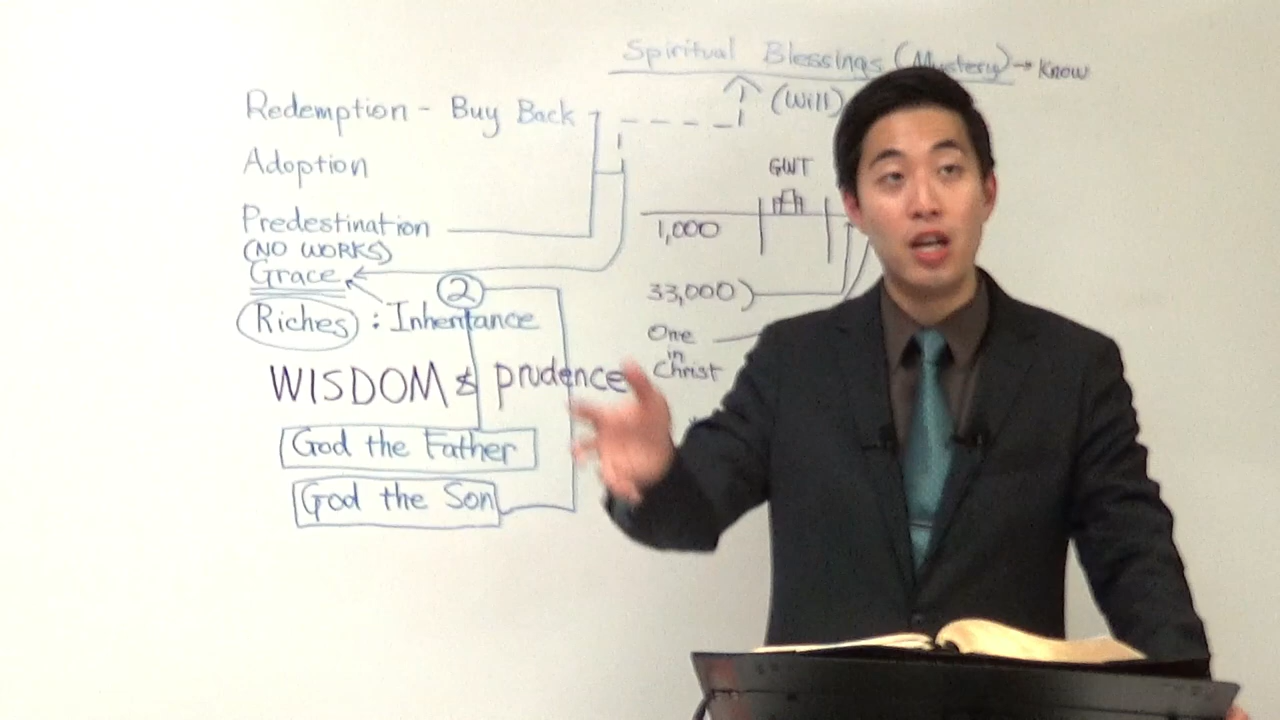 Spiritual Blessings (Mystery) → Know
(Will)
Redemption - Buy Back
Adoption
Predestination
(NO WORKS)
Grace
Riches : Inheritance
2
WISDOM & prudence
God the Father
God the Son
GWT
1,000
33,000)
One
in
Christ